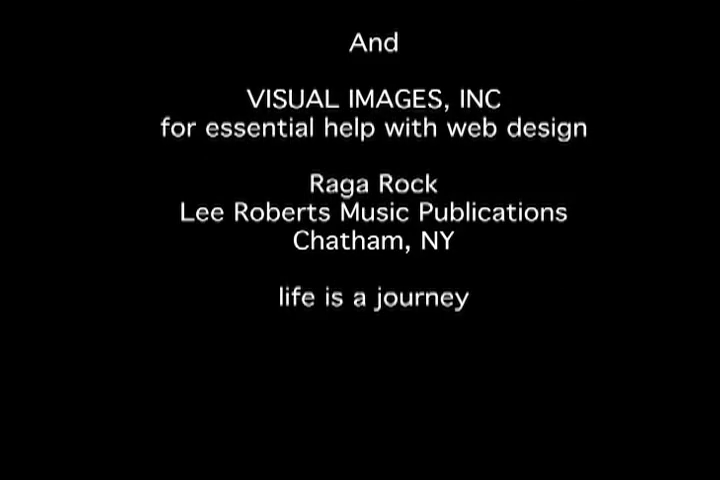 And
VISUAL IMAGES, INC
for essential help with web design
Raga Rock
Lee Roberts Music Publications
Chatham, NY
life is a journey